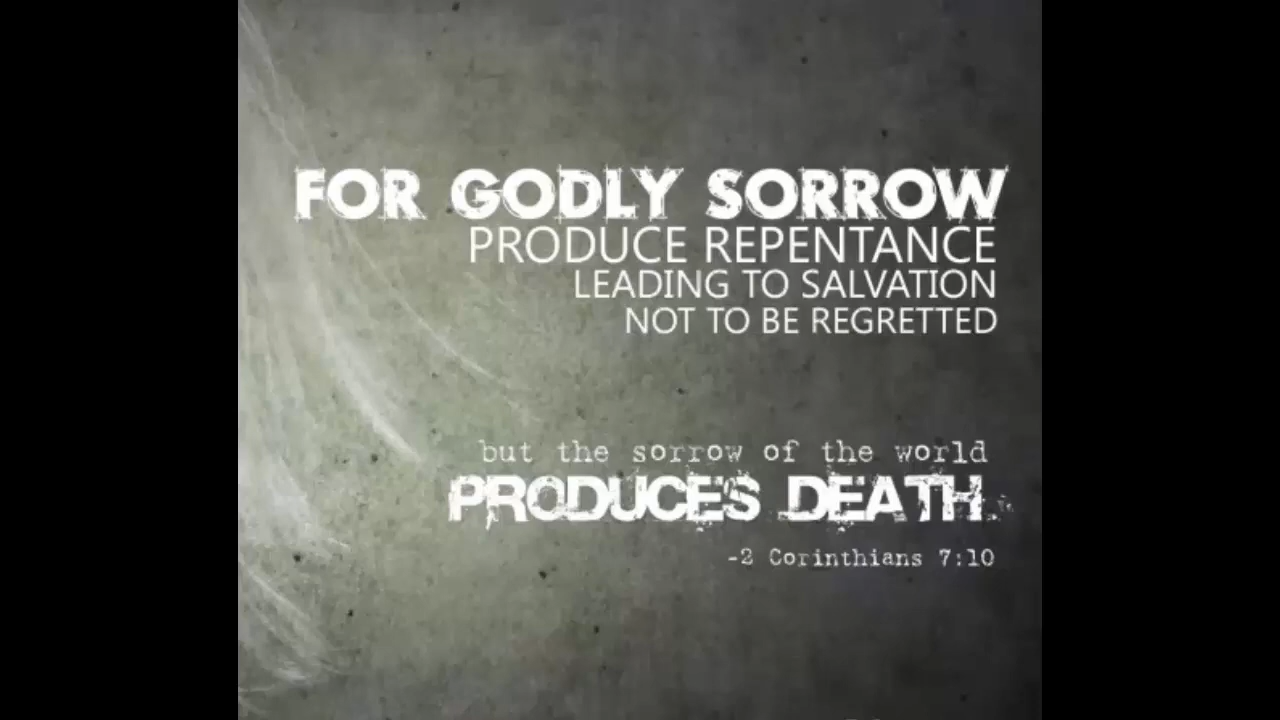 FOR GODLY SORROW
PRODUCE REPENTANCE
LEADING TO SALVATION
NOT TO BE REGRETTED
but the sorrow of the world
PRODUCES DEATH
-2 Corinthians 7:10